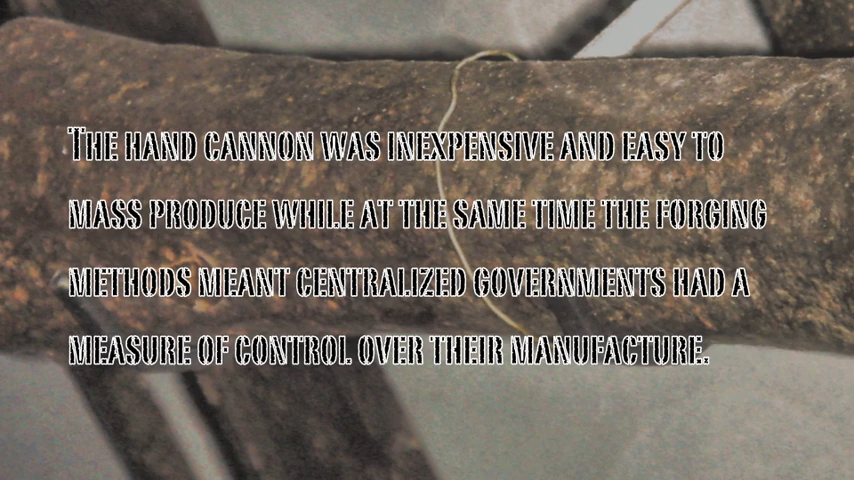 The hand cannon was inexpensive and easy to
mass produce while at the same time the forging
methods meant centralized governments had a
measure of control over their manufacture.